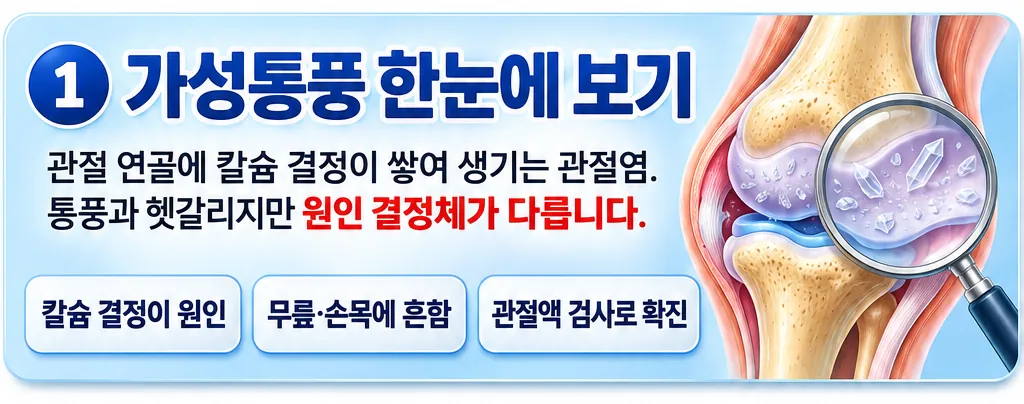 1 가성통풍 한눈에 보기
관절 연골에 칼슘 결정이 쌓여 생기는 관절염.
통풍과 헷갈리지만 원인 결정체가 다릅니다.
칼슘 결정이 원인
무릎·손목에 흔함
관절액 검사로 확진